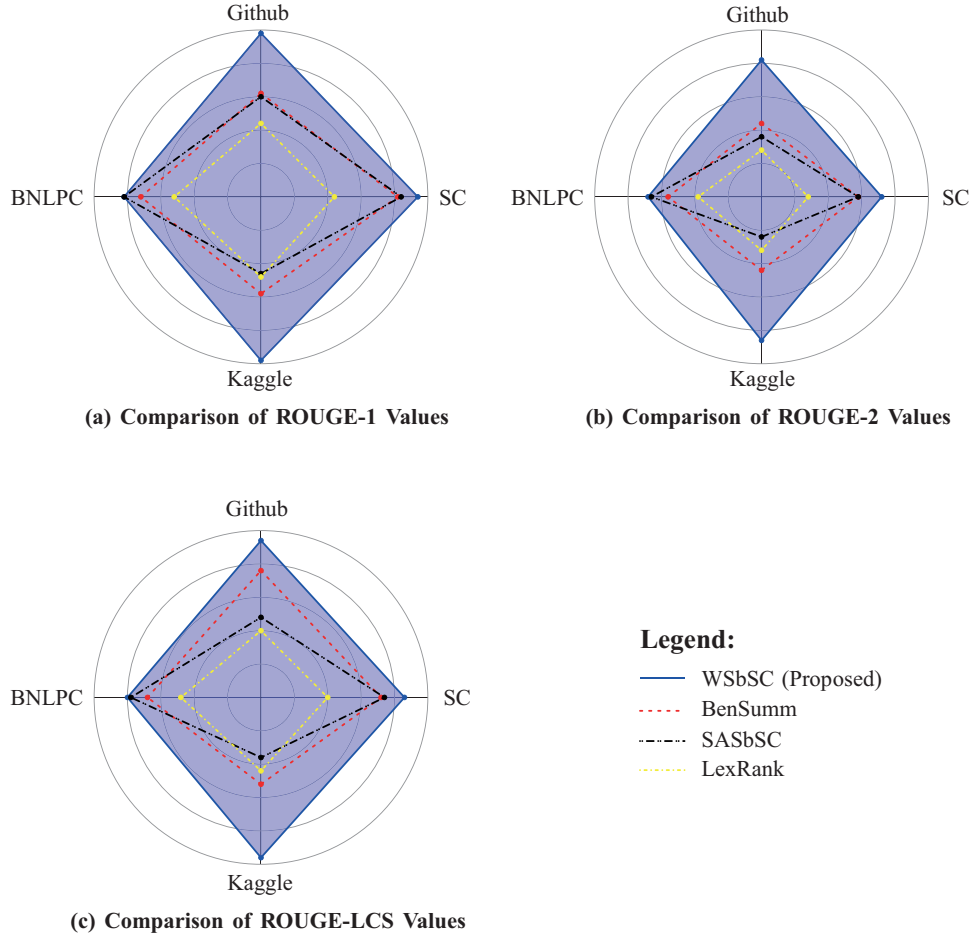 Github
BNLPC
SC
Kaggle
(a) Comparison of ROUGE-1 Values
Github
BNLPC
SC
Kaggle
(b) Comparison of ROUGE-2 Values
Github
BNLPC
SC
Kaggle
(c) Comparison of ROUGE-LCS Values
Legend:
WSbSC (Proposed)
BenSumm
SASbSC
LexRank